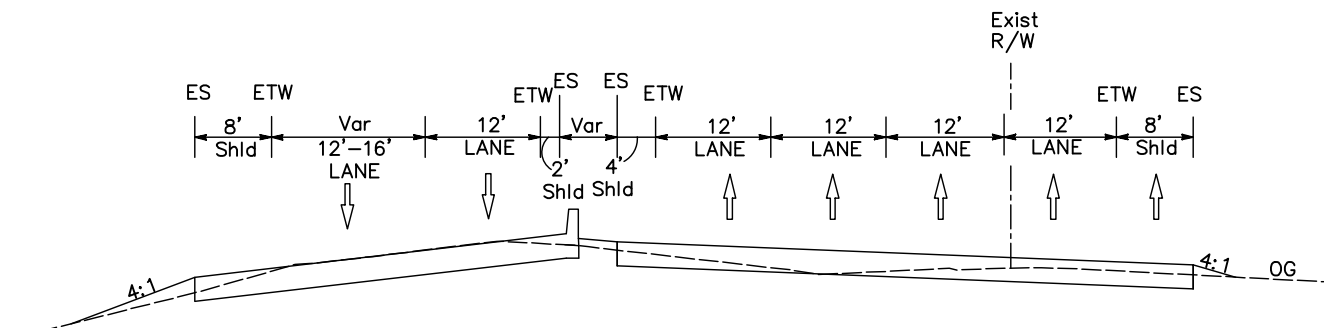 Exist
R/W
ES ETW ETW ES ES ETW ETW ES
8' Var 12' Var 12' 12' 12' 12' 8'
Shld 12'-16' LANE LANE LANE LANE LANE Shld
LANE 2' 4'
Shld Shld
4:1 4:1 OG